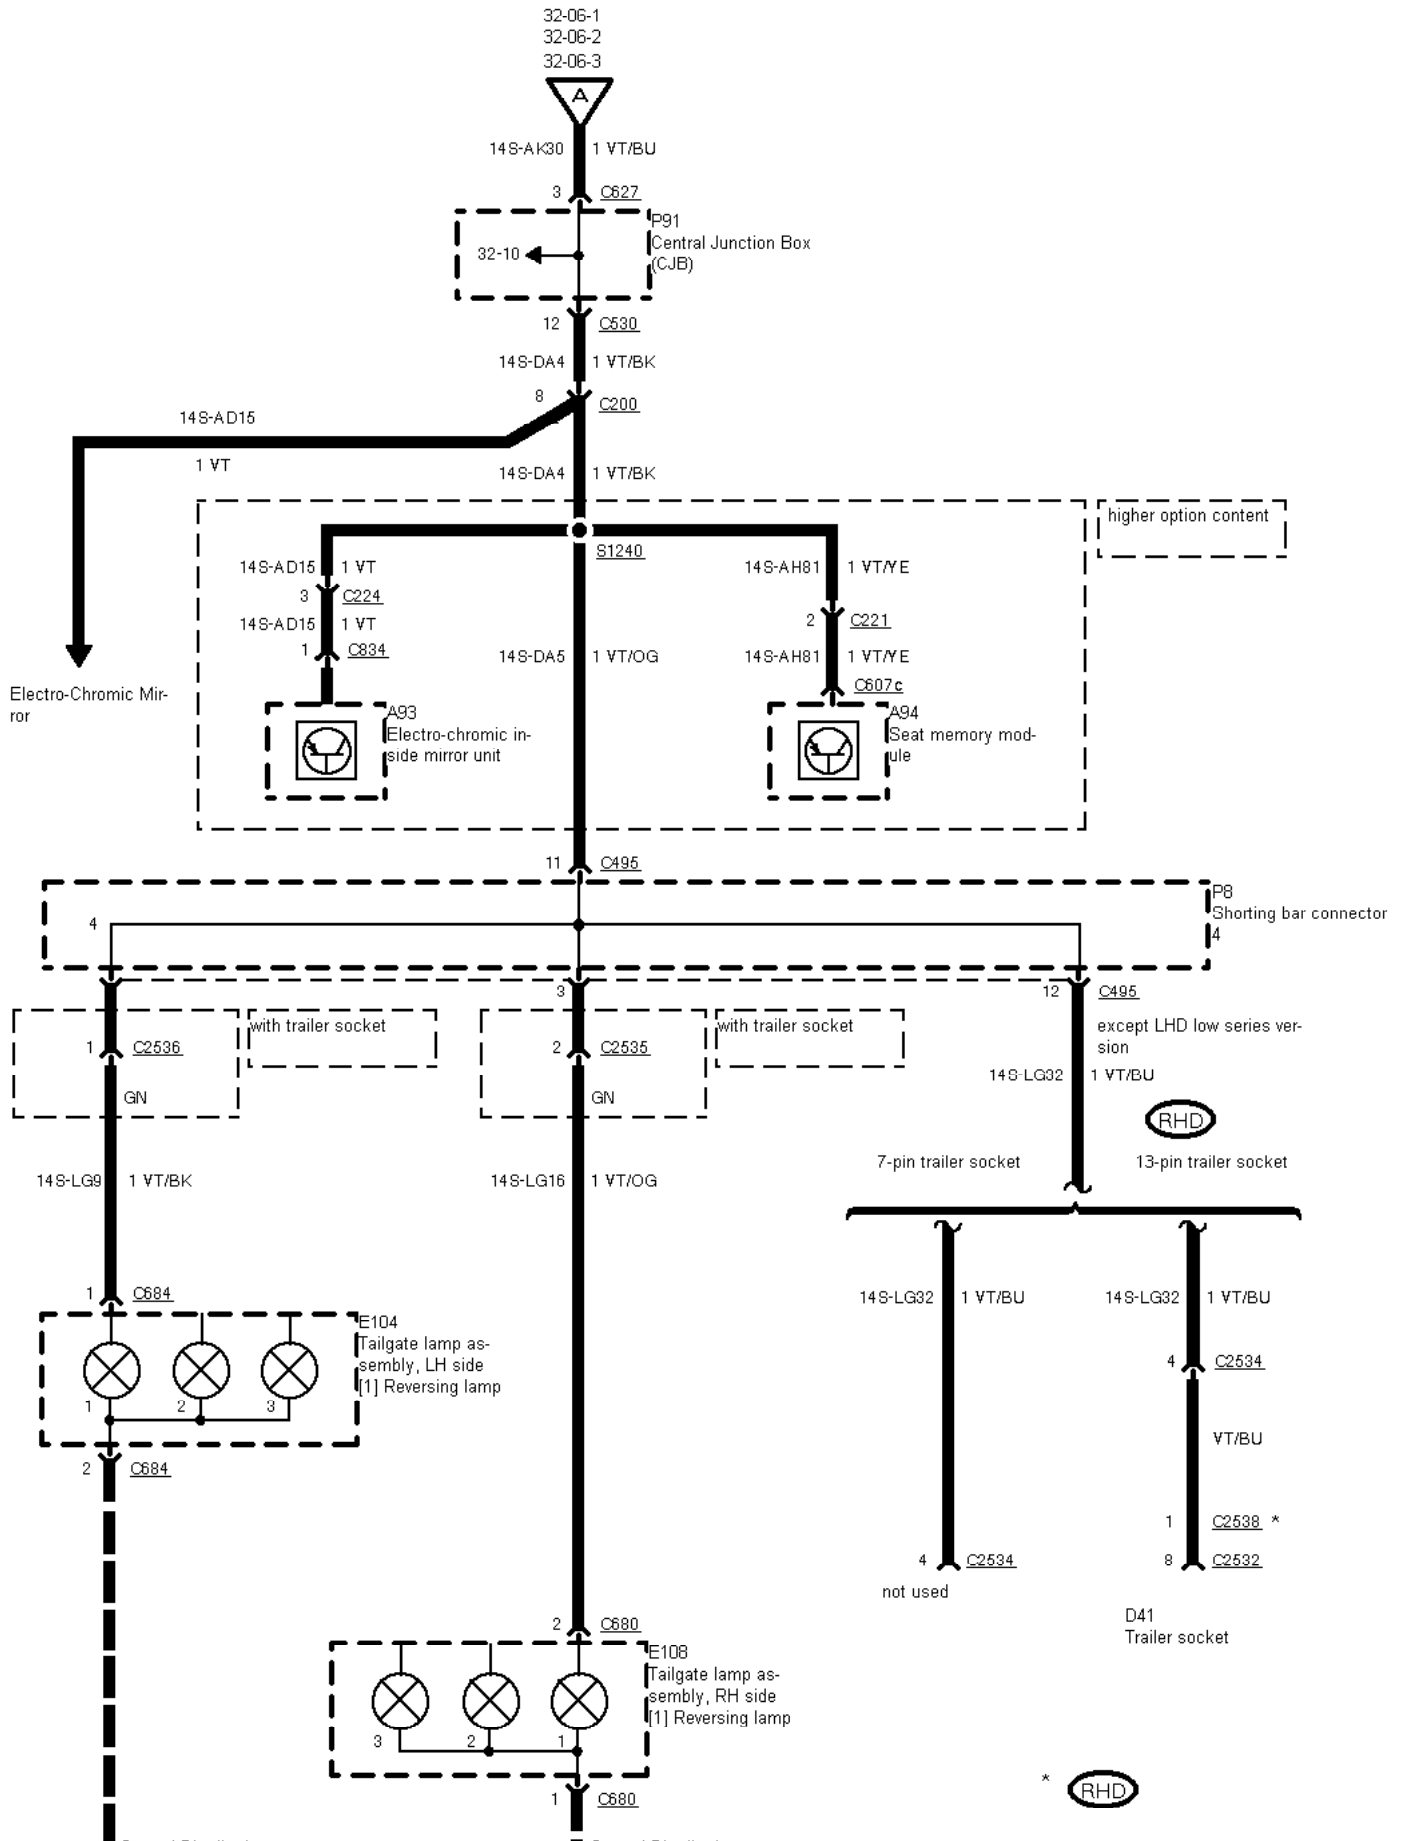 32-06-1
32-06-2
32-06-3
A
14S-AK30 1 VT/BU
3 C627
P91
Central Junction Box
(CJB)
32-10
12 C530
14S-DA4 1 VT/BK
8 C200
14S-AD15
1 VT
14S-DA4 1 VT/BK
higher option content
S1240
14S-AD15 1 VT
14S-AH81 1 VT/YE
3 C224
2 C221
14S-AD15 1 VT
1 C834
14S-DA5 1 VT/OG
14S-AH81 1 VT/YE
C607c
Electro-Chromic Mir-
ror
A93
Electro-chromic in-
side mirror unit
A94
Seat memory mod-
ule
11 C495
P8
Shorting bar connector
4
4
3
12 C495
with trailer socket
with trailer socket
except LHD low series ver-
sion
1 C2536
2 C2535
14S-LG32 1 VT/BU
GN
GN
RHD
7-pin trailer socket
13-pin trailer socket
14S-LG9 1 VT/BK
14S-LG16 1 VT/OG
1 C684
14S-LG32 1 VT/BU
14S-LG32 1 VT/BU
E104
Tailgate lamp as-
sembly, LH side
[1] Reversing lamp
1 2 3
4 C2534
2 C684
VT/BU
1 C2538 *
4 C2534
8 C2532
not used
D41
Trailer socket
2 C680
E108
Tailgate lamp as-
sembly, RH side
[1] Reversing lamp
3 2 1
1 C680
* RHD